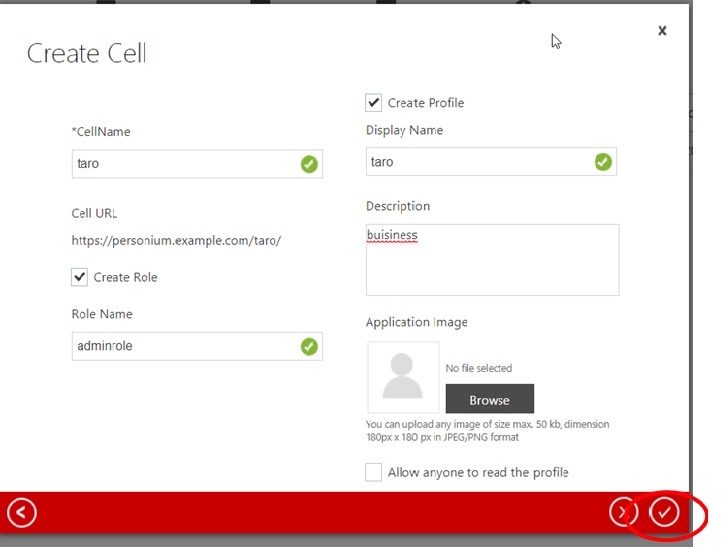 x
Create Cell
Create Profile
*CellName
Display Name
taro
taro
Cell URL
Description
https://personium.example.com/taro/
buisiness
Create Role
Role Name
Application Image
adminrole
No file selected
Browse
You can upload any image of size max. 50 kb, dimension
180px x 180 px in JPEG/PNG format
Allow anyone to read the profile